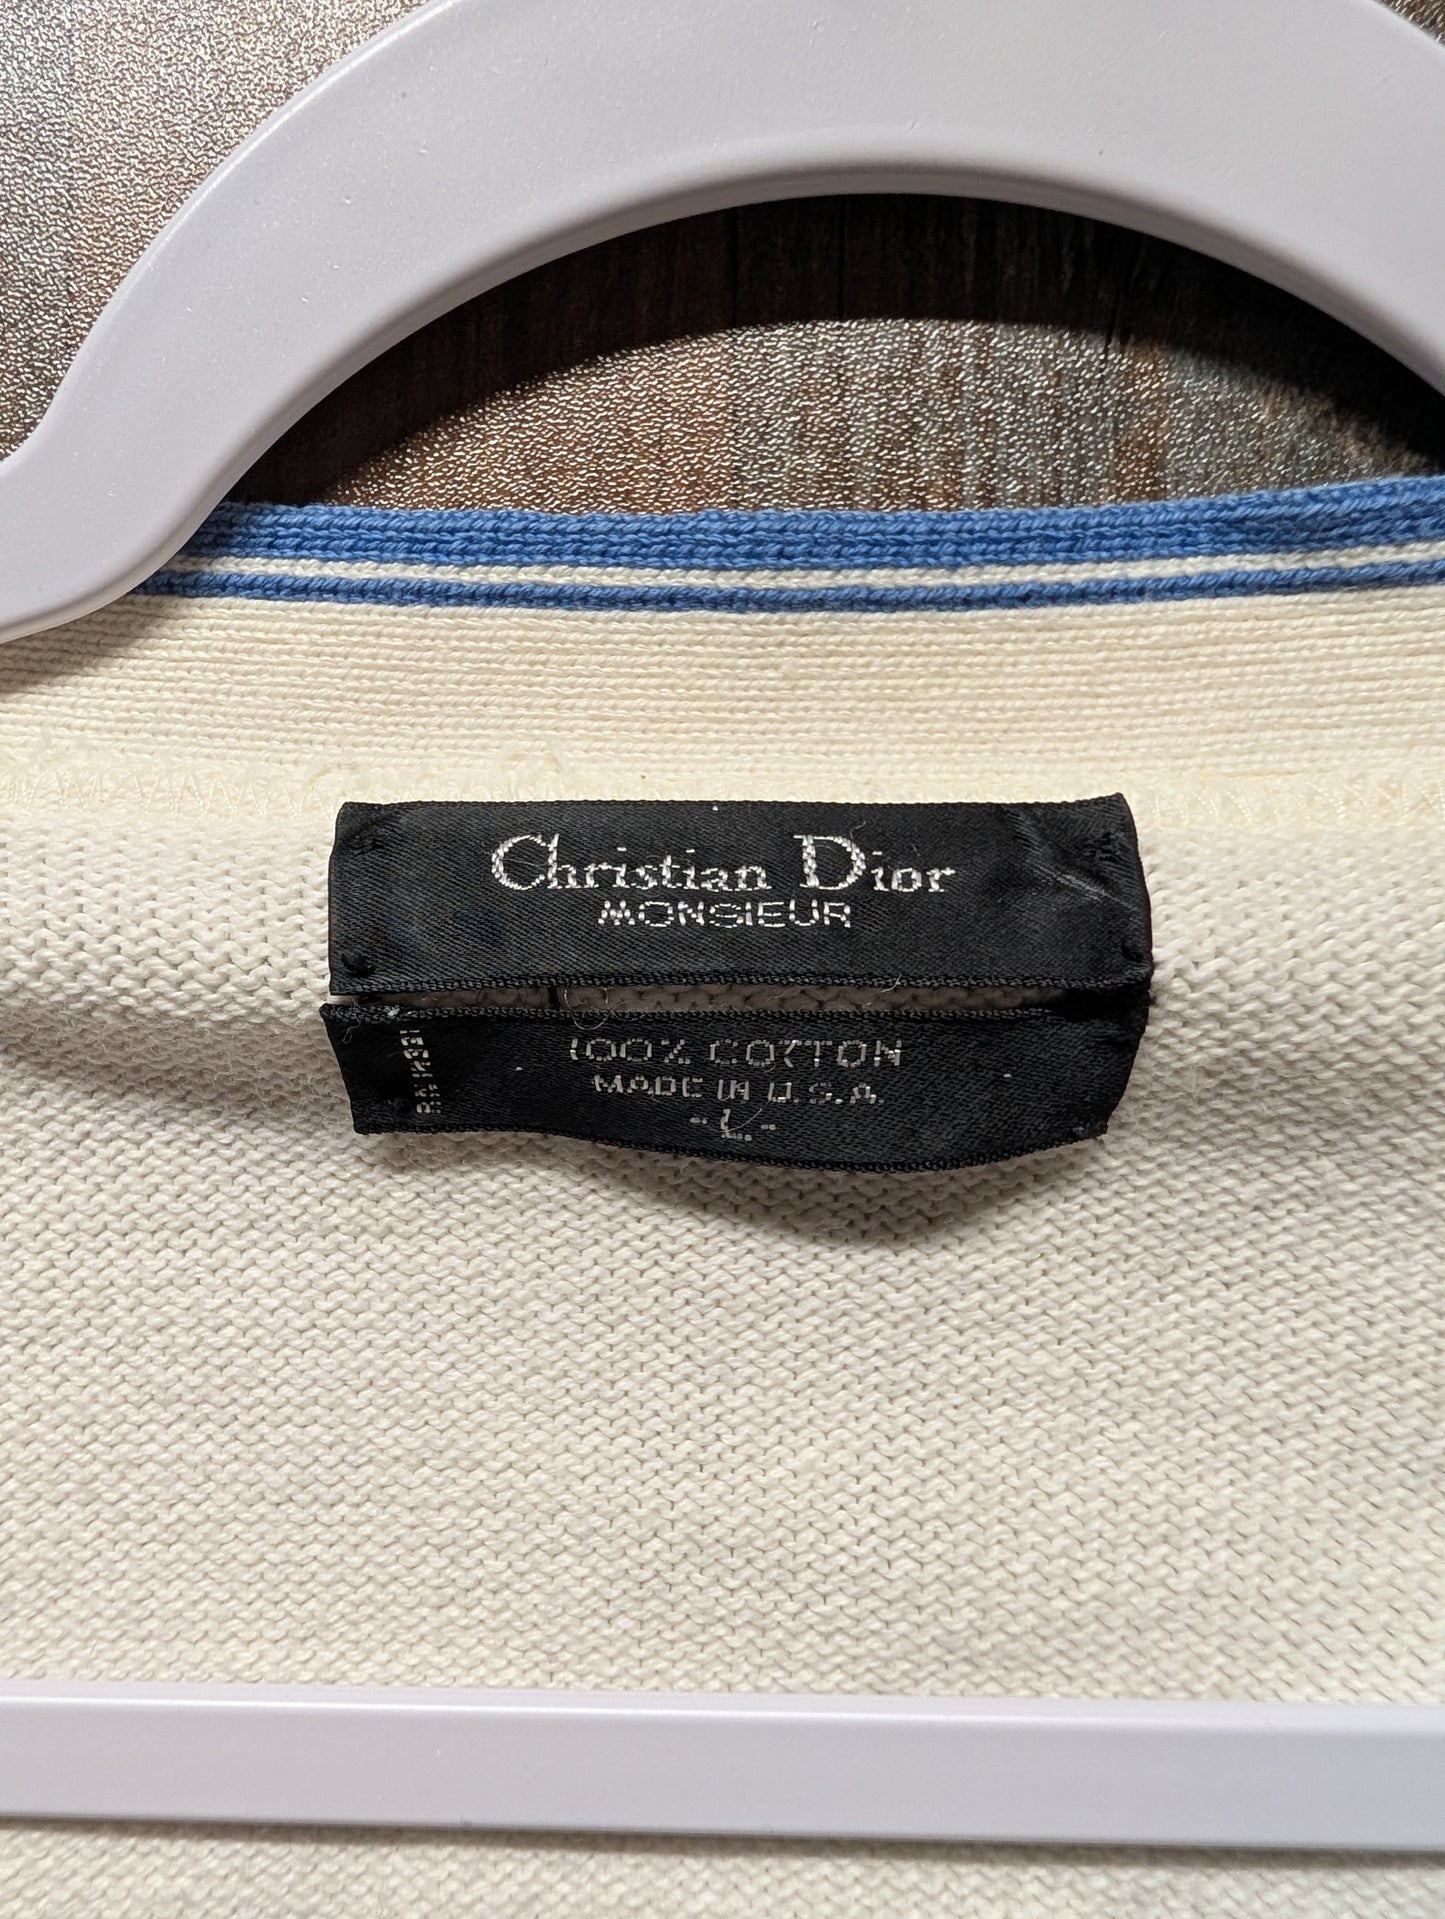 Christian Dior
MONSIEUR
100% COTTON
MADE IN U.S.A.
-L-